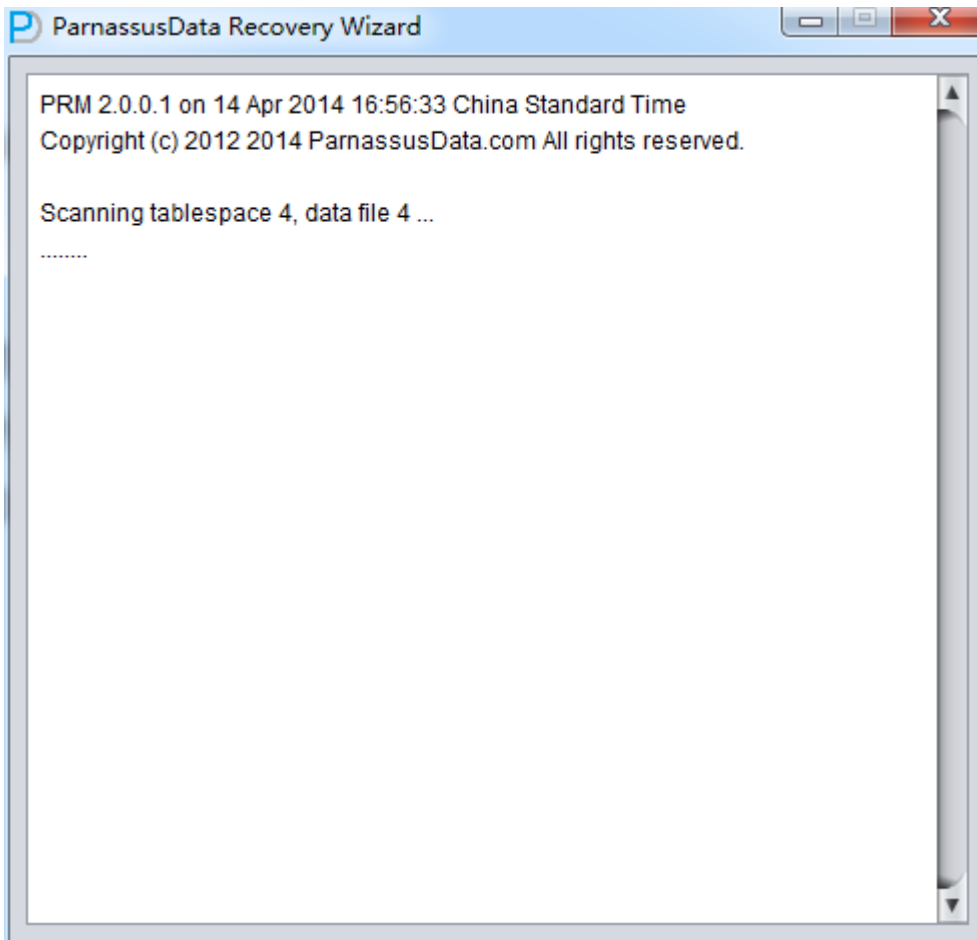 ParnassusData Recovery Wizard
PRM 2.0.0.1 on 14 Apr 2014 16:56:33 China Standard Time
Copyright (c) 2012 2014 ParnassusData.com All rights reserved.
Scanning tablespace 4, data file 4 ...
........